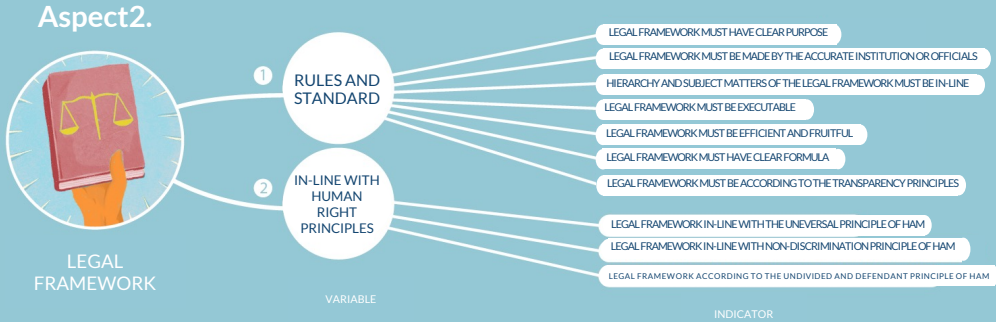 Aspect2.
LEGAL
FRAMEWORK
1
RULES AND
STANDARD
LEGAL FRAMEWORK MUST HAVE CLEAR PURPOSE
LEGAL FRAMEWORK MUST BE MADE BY THE ACCURATE INSTITUTION OR OFFICIALS
HIERARCHY AND SUBJECT MATTERS OF THE LEGAL FRAMEWORK MUST BE IN-LINE
LEGAL FRAMEWORK MUST BE EXECUTABLE
LEGAL FRAMEWORK MUST BE EFFICIENT AND FRUITFUL
LEGAL FRAMEWORK MUST HAVE CLEAR FORMULA
LEGAL FRAMEWORK MUST BE ACCORDING TO THE TRANSPARENCY PRINCIPLES
2
IN-LINE WITH
HUMAN
RIGHT
PRINCIPLES
LEGAL FRAMEWORK IN-LINE WITH THE UNEVERSAL PRINCIPLE OF HAM
LEGAL FRAMEWORK IN-LINE WITH NON-DISCRIMINATION PRINCIPLE OF HAM
LEGAL FRAMEWORK ACCORDING TO THE UNDIVIDED AND DEFENDANT PRINCIPLE OF HAM
VARIABLE
INDICATOR